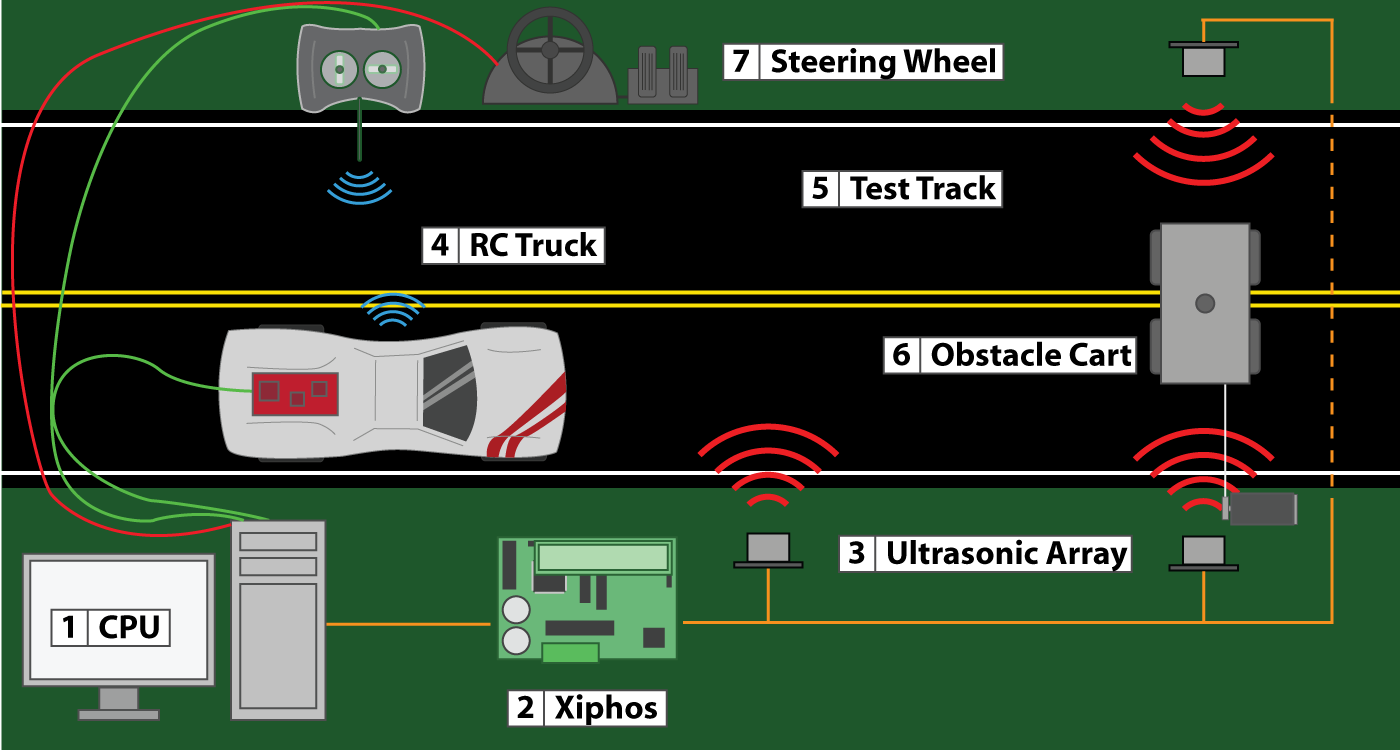 7 Steering Wheel
5 Test Track
4 RC Truck
6 Obstacle Cart
3 Ultrasonic Array
1 CPU
2 Xiphos